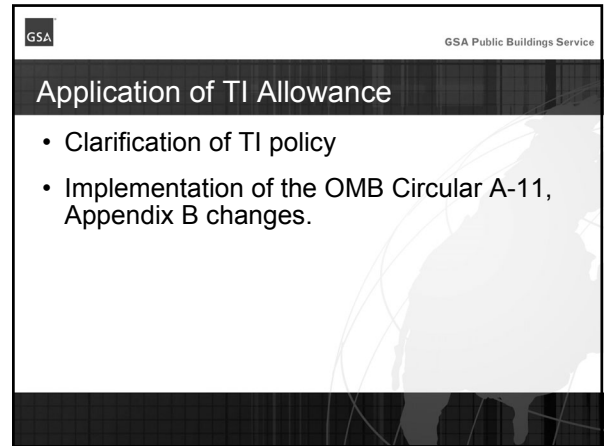 GSA
GSA Public Buildings Service
Application of TI Allowance
• Clarification of TI policy
• Implementation of the OMB Circular A-11,
Appendix B changes.